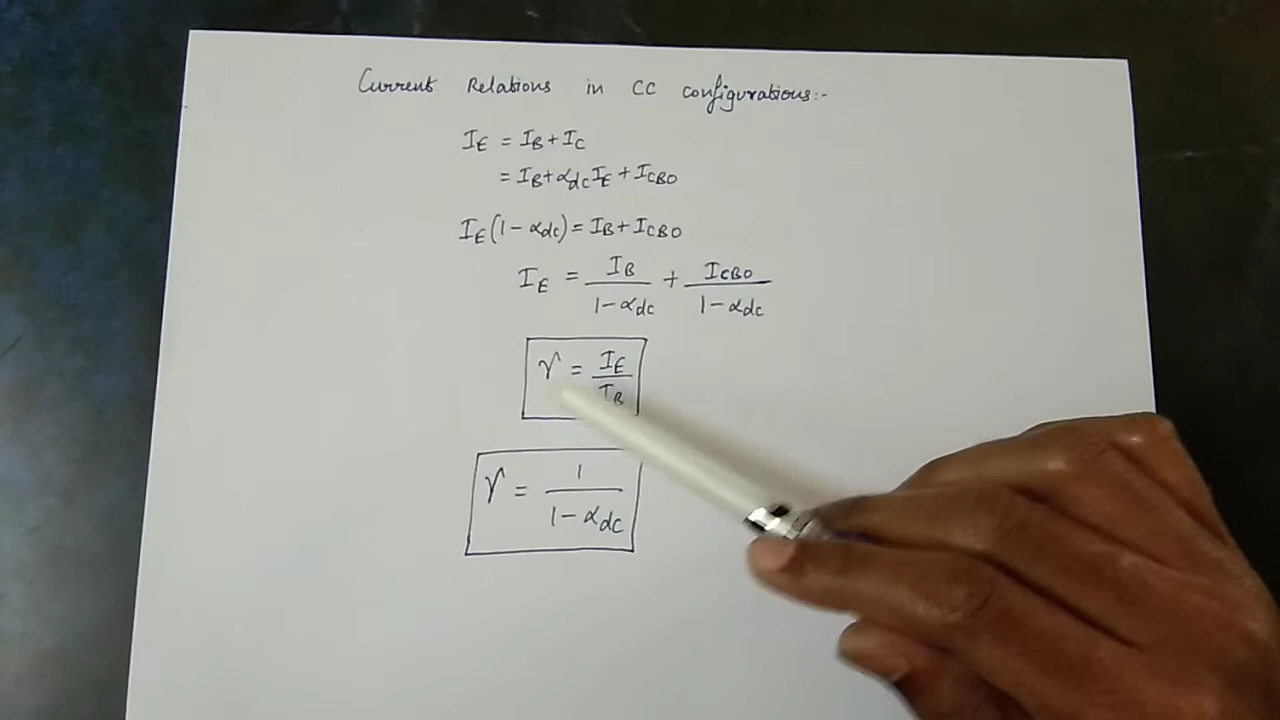 Current Relations in CC configurations:-
I_E = I_B + I_C
= I_B + α_dc I_E + I_CBO
I_E (1 - α_dc) = I_B + I_CBO
I_E = I_B / (1 - α_dc) + I_CBO / (1 - α_dc)
γ = I_E / I_B
γ = 1 / (1 - α_dc)